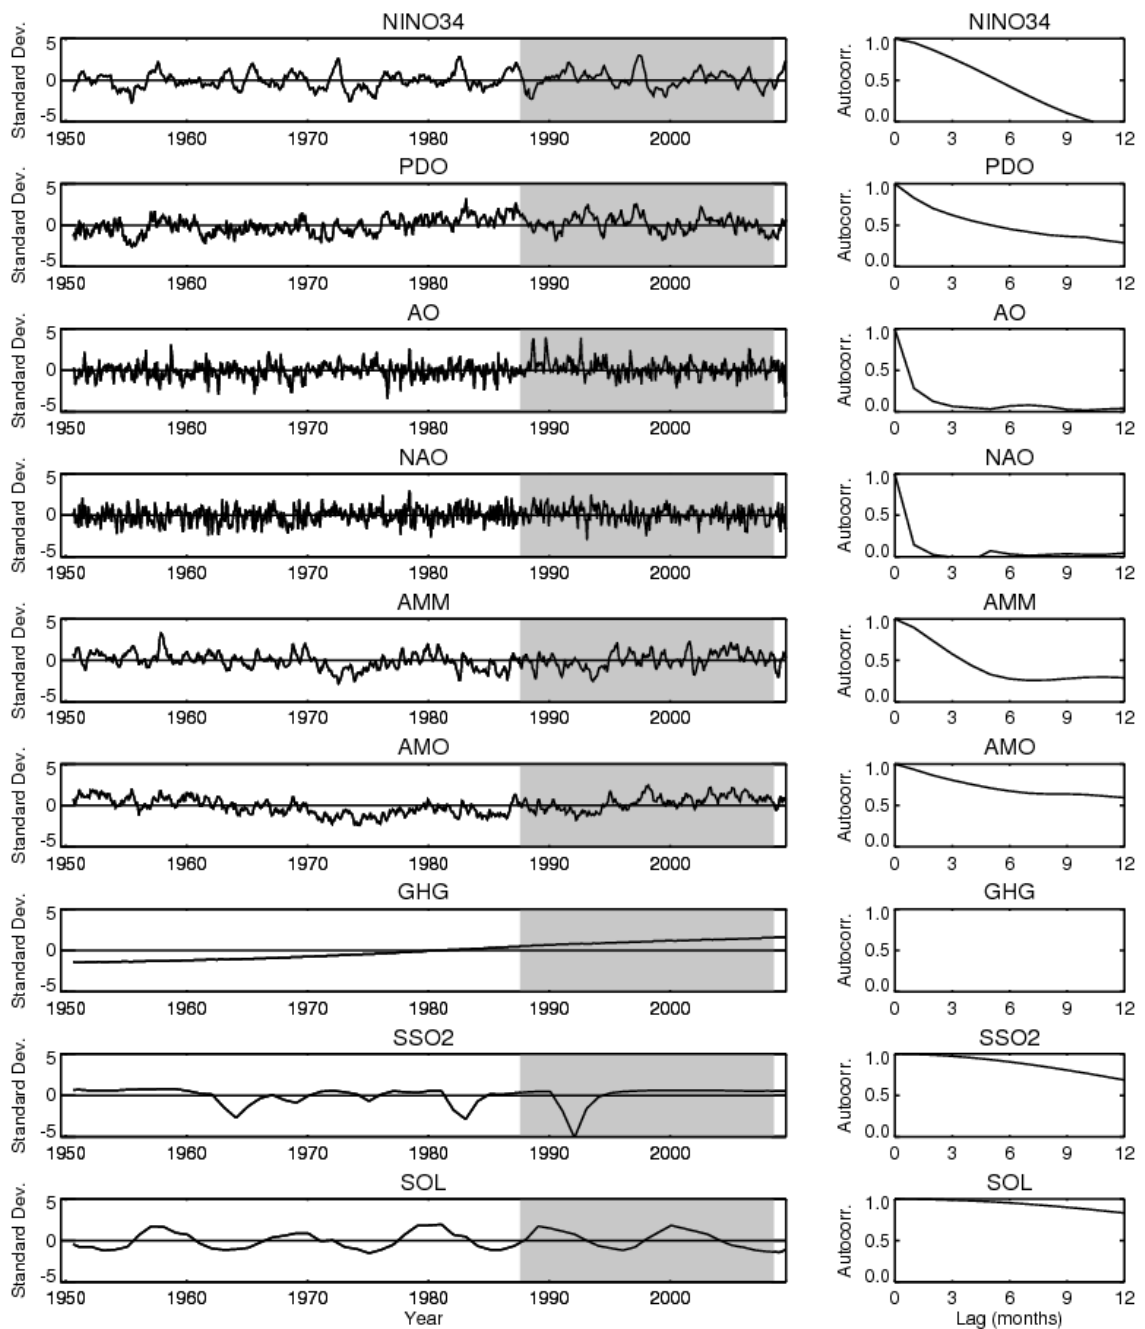 NINO34 NINO34
Standard Dev. 5 0 -5 Autocorr. 1.0 0.5 0.0
1950 1960 1970 1980 1990 2000 0 3 6 9 12
PDO PDO
Standard Dev. 5 0 -5 Autocorr. 1.0 0.5 0.0
1950 1960 1970 1980 1990 2000 0 3 6 9 12
AO AO
Standard Dev. 5 0 -5 Autocorr. 1.0 0.5 0.0
1950 1960 1970 1980 1990 2000 0 3 6 9 12
NAO NAO
Standard Dev. 5 0 -5 Autocorr. 1.0 0.5 0.0
1950 1960 1970 1980 1990 2000 0 3 6 9 12
AMM AMM
Standard Dev. 5 0 -5 Autocorr. 1.0 0.5 0.0
1950 1960 1970 1980 1990 2000 0 3 6 9 12
AMO AMO
Standard Dev. 5 0 -5 Autocorr. 1.0 0.5 0.0
1950 1960 1970 1980 1990 2000 0 3 6 9 12
GHG GHG
Standard Dev. 5 0 -5 Autocorr. 1.0 0.5 0.0
1950 1960 1970 1980 1990 2000 0 3 6 9 12
SSO2 SSO2
Standard Dev. 5 0 -5 Autocorr. 1.0 0.5 0.0
1950 1960 1970 1980 1990 2000 0 3 6 9 12
SOL SOL
Standard Dev. 5 0 -5 Autocorr. 1.0 0.5 0.0
1950 1960 1970 1980 1990 2000 0 3 6 9 12
Year Lag (months)